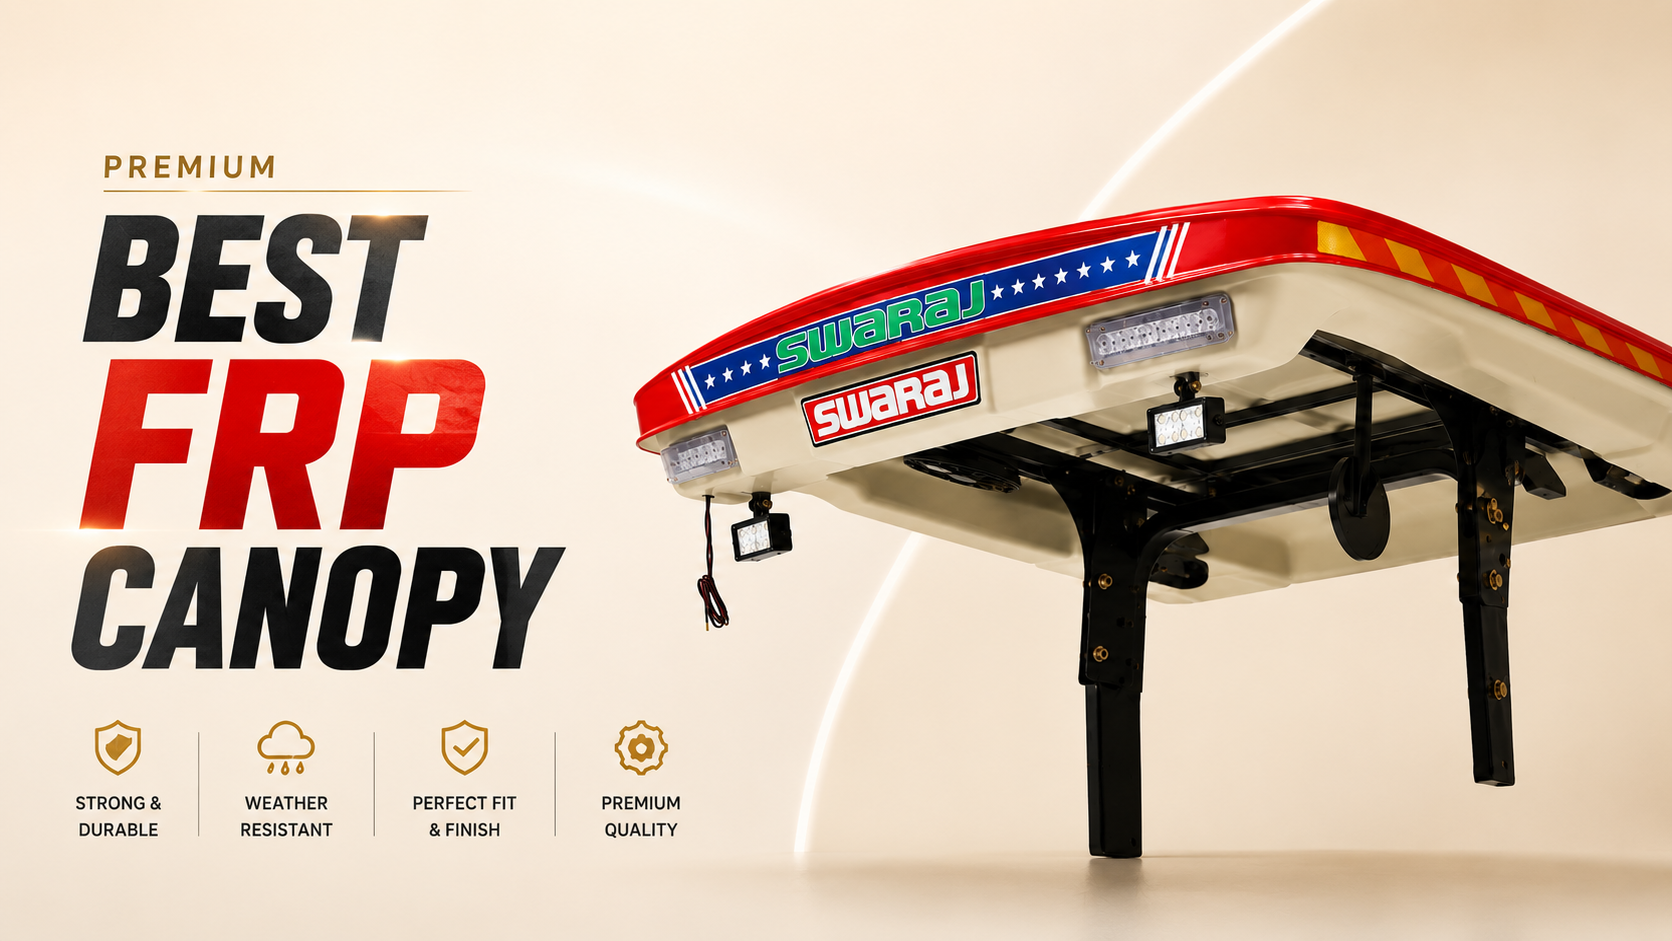 PREMIUM
BEST
FRP
CANOPY
STRONG &
DURABLE
WEATHER
RESISTANT
PERFECT FIT
& FINISH
PREMIUM
QUALITY
SWARAJ
SWARAJ